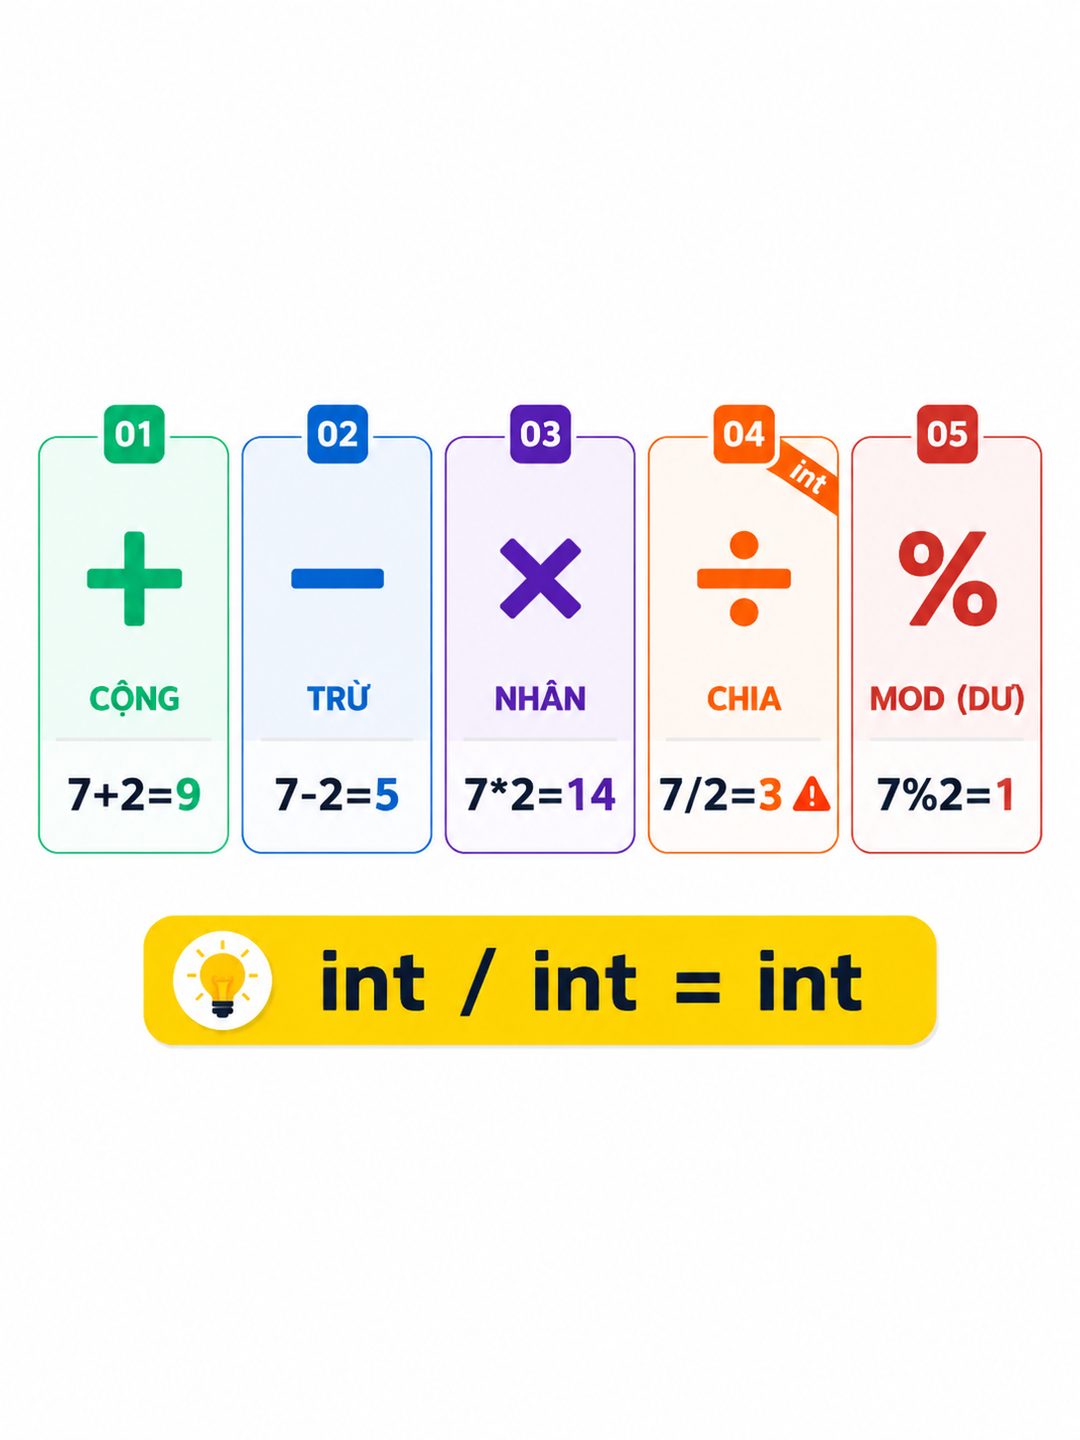 01 02 03 04 05
int
+ − × ÷ %
CỘNG TRỪ NHÂN CHIA MOD (DƯ)
7+2=9 7-2=5 7*2=14 7/2=3 7%2=1
int / int = int